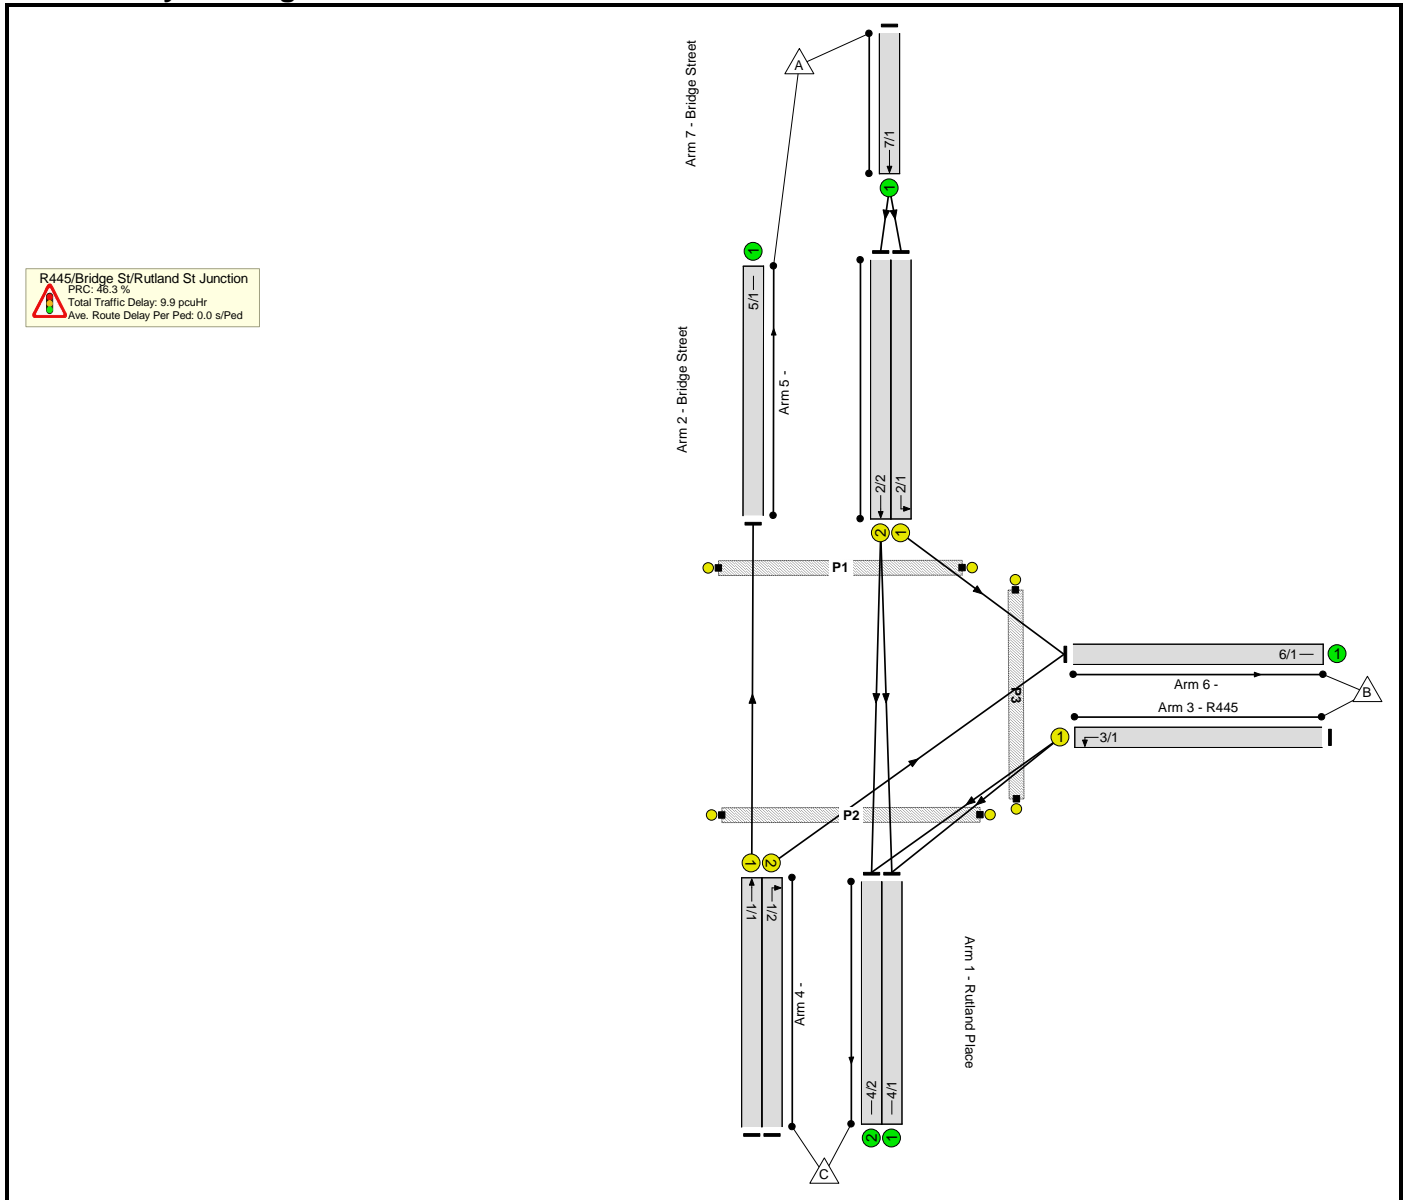 Arm 7 - Bridge Street
A
7/1
1
R445/Bridge St/Rutland St Junction
PRC: 46.3 %
Total Traffic Delay: 9.9 pcuHr
Ave. Route Delay Per Ped: 0.0 s/Ped
1
5/1
Arm 2 - Bridge Street
Arm 5 -
2/2
2/1
2
1
P1
P3
6/1
1
Arm 6 -
B
Arm 3 - R445
1
3/1
P2
1
2
1/1
1/2
Arm 4 -
Arm 1 - Rutland Place
4/2
4/1
2
1
C